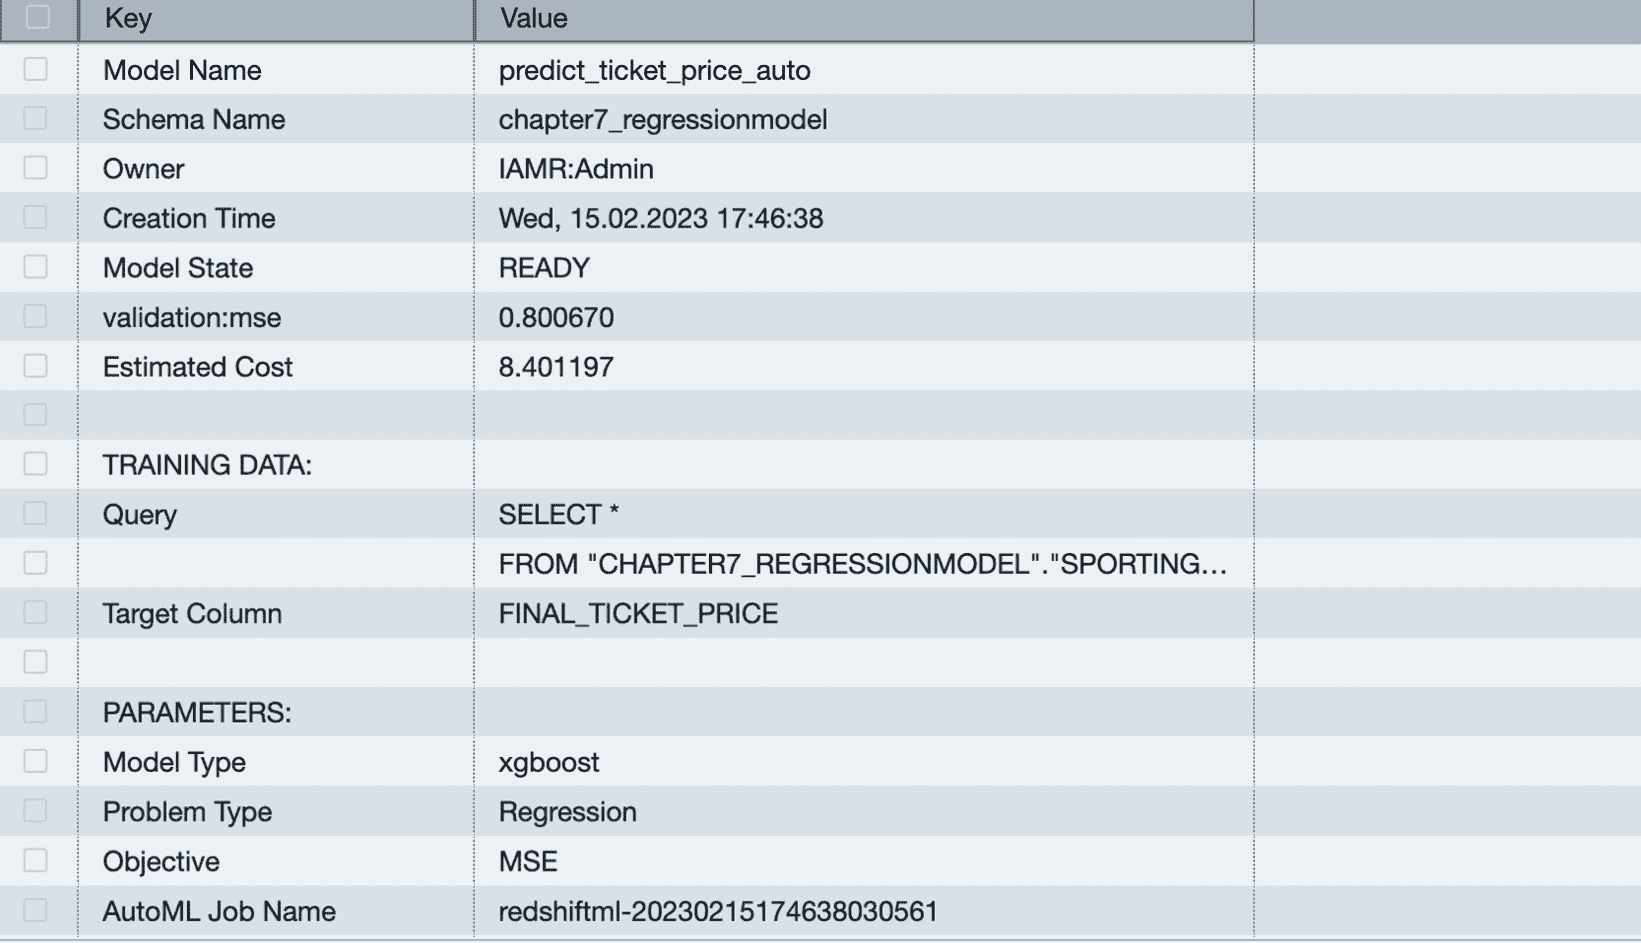 Key Value
Model Name predict_ticket_price_auto
Schema Name chapter7_regressionmodel
Owner IAMR:Admin
Creation Time Wed, 15.02.2023 17:46:38
Model State READY
validation:mse 0.800670
Estimated Cost 8.401197
TRAINING DATA:
Query SELECT *
FROM "CHAPTER7_REGRESSIONMODEL"."SPORTING...
Target Column FINAL_TICKET_PRICE
PARAMETERS:
Model Type xgboost
Problem Type Regression
Objective MSE
AutoML Job Name redshiftml-20230215174638030561